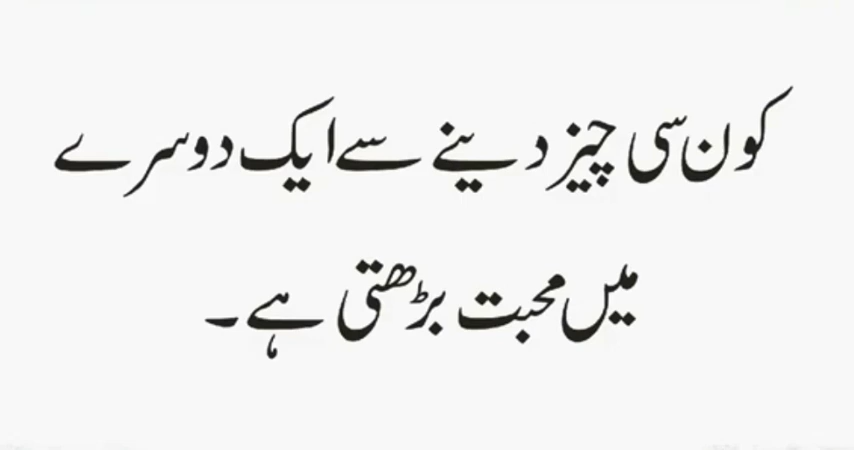 کون سی چیز دینے سے ایک دوسرے
میں محبت بڑھتی ہے۔